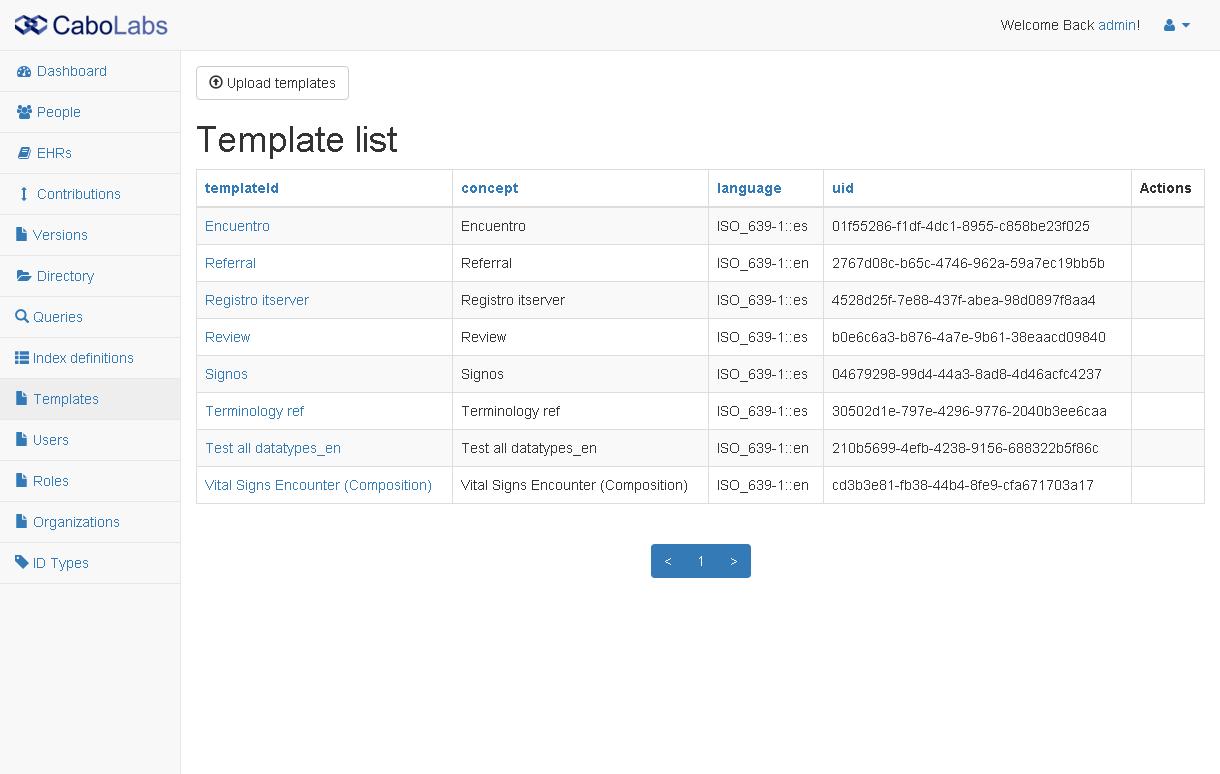 CaboLabs
Welcome Back admin!
Dashboard
People
EHRs
Contributions
Versions
Directory
Queries
Index definitions
Templates
Users
Roles
Organizations
ID Types
Upload templates
Template list
templateId concept language uid Actions
Encuentro Encuentro ISO_639-1::es 01f55286-f1df-4dc1-8955-c858be23f025
Referral Referral ISO_639-1::en 2767d08c-b65c-4746-962a-59a7ec19bb5b
Registro itserver Registro itserver ISO_639-1::es 4528d25f-7e88-437f-abea-98d0897f8aa4
Review Review ISO_639-1::es b0e6c6a3-b876-4a7e-9b61-38eaacd09840
Signos Signos ISO_639-1::es 04679298-99d4-44a3-8ad8-4d46acfc4237
Terminology ref Terminology ref ISO_639-1::es 30502d1e-797e-4296-9776-2040b3ee6caa
Test all datatypes_en Test all datatypes_en ISO_639-1::en 210b5699-4efb-4238-9156-688322b5f86c
Vital Signs Encounter (Composition) Vital Signs Encounter (Composition) ISO_639-1::en cd3b3e81-fb38-44b4-8fe9-cfa671703a17
< 1 >